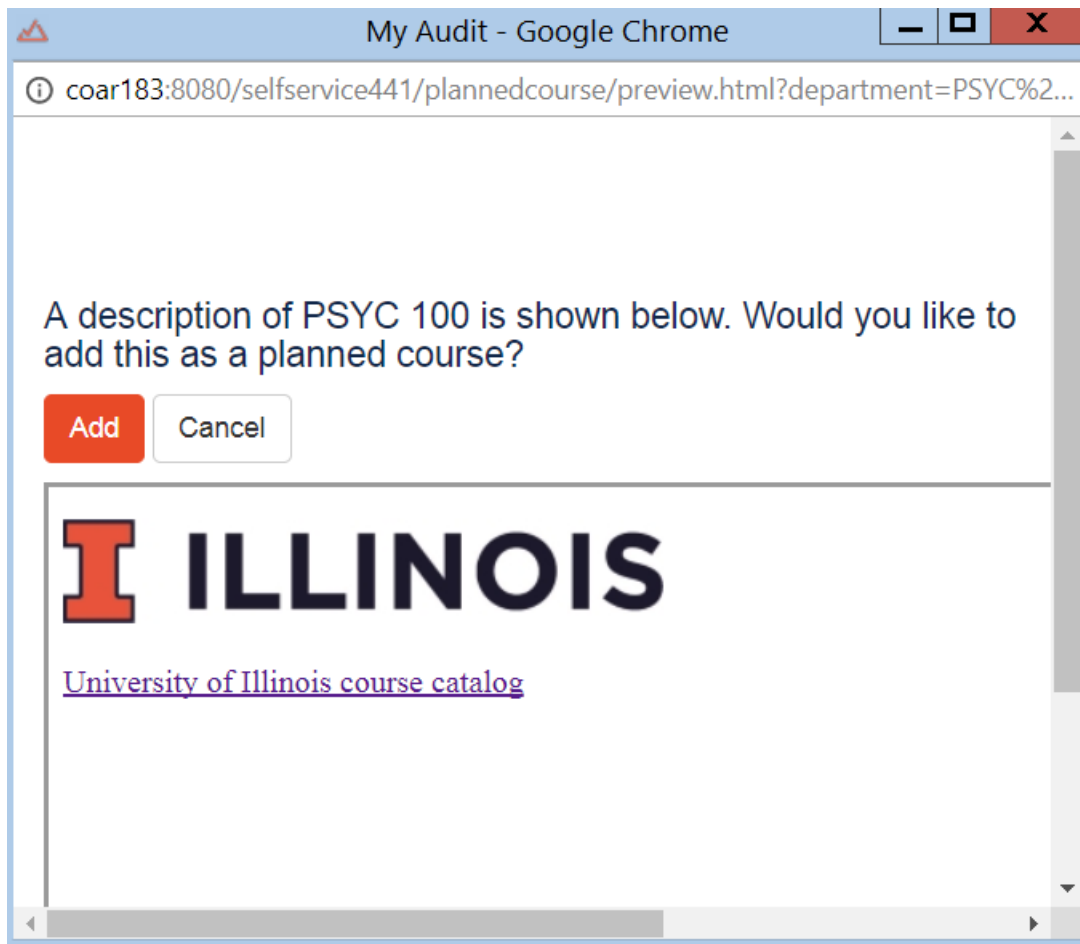 My Audit - Google Chrome
X
coar183:8080/selfservice441/plannedcourse/preview.html?department=PSYC%2...
A description of PSYC 100 is shown below. Would you like to
add this as a planned course?
Add Cancel
I ILLINOIS
University of Illinois course catalog